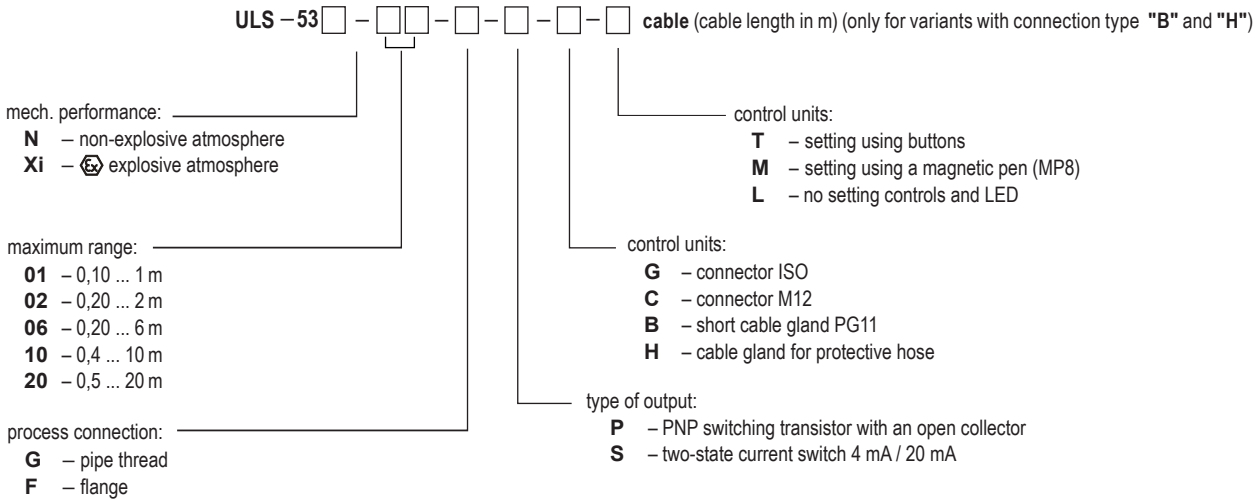 ULS – 53□ – □□ – □ – □ – □ – □ cable (cable length in m) (only for variants with connection type "B" and "H")
mech. performance:
N – non-explosive atmosphere
Xi – Ex explosive atmosphere
maximum range:
01 – 0,10 ... 1 m
02 – 0,20 ... 2 m
06 – 0,20 ... 6 m
10 – 0,4 ... 10 m
20 – 0,5 ... 20 m
process connection:
G – pipe thread
F – flange
control units:
T – setting using buttons
M – setting using a magnetic pen (MP8)
L – no setting controls and LED
control units:
G – connector ISO
C – connector M12
B – short cable gland PG11
H – cable gland for protective hose
type of output:
P – PNP switching transistor with an open collector
S – two-state current switch 4 mA / 20 mA